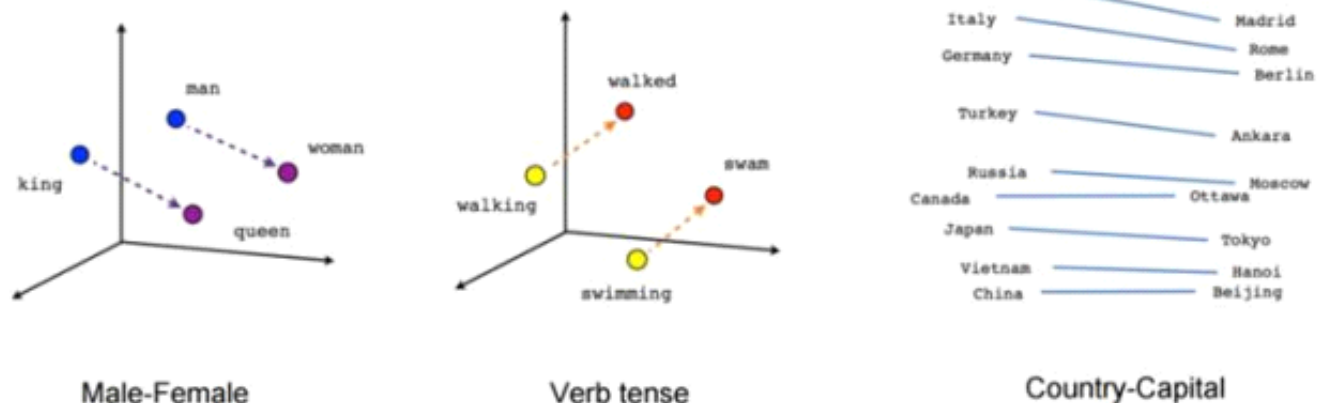 man
woman
king
queen
Male-Female
walked
swam
walking
swimming
Verb tense
Madrid
Italy Rome
Germany Berlin
Turkey Ankara
Russia Moscow
Canada Ottawa
Japan Tokyo
Vietnam Hanoi
China Beijing
Country-Capital